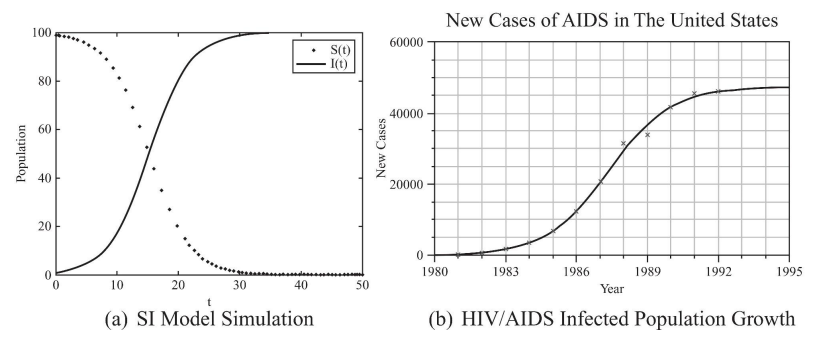 New Cases of AIDS in The United States
100
80
60
40
20
0
Population
S(t)
I(t)
0 10 20 30 40 50
t
(a) SI Model Simulation
60000
40000
20000
0
New Cases
1980 1983 1986 1989 1992 1995
Year
(b) HIV/AIDS Infected Population Growth